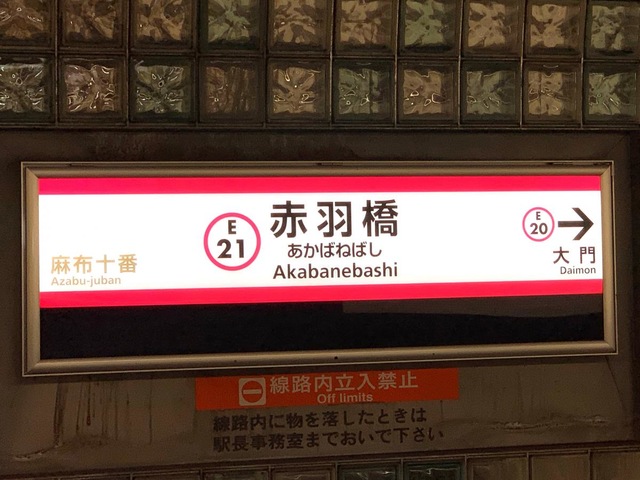 麻布十番
Azabu-juban
E
21
赤羽橋
あかばねばし
Akabanebashi
E
20
大門
Daimon
線路内立入禁止
Off limits
線路内に物を落したときは
駅長事務室までおいで下さい